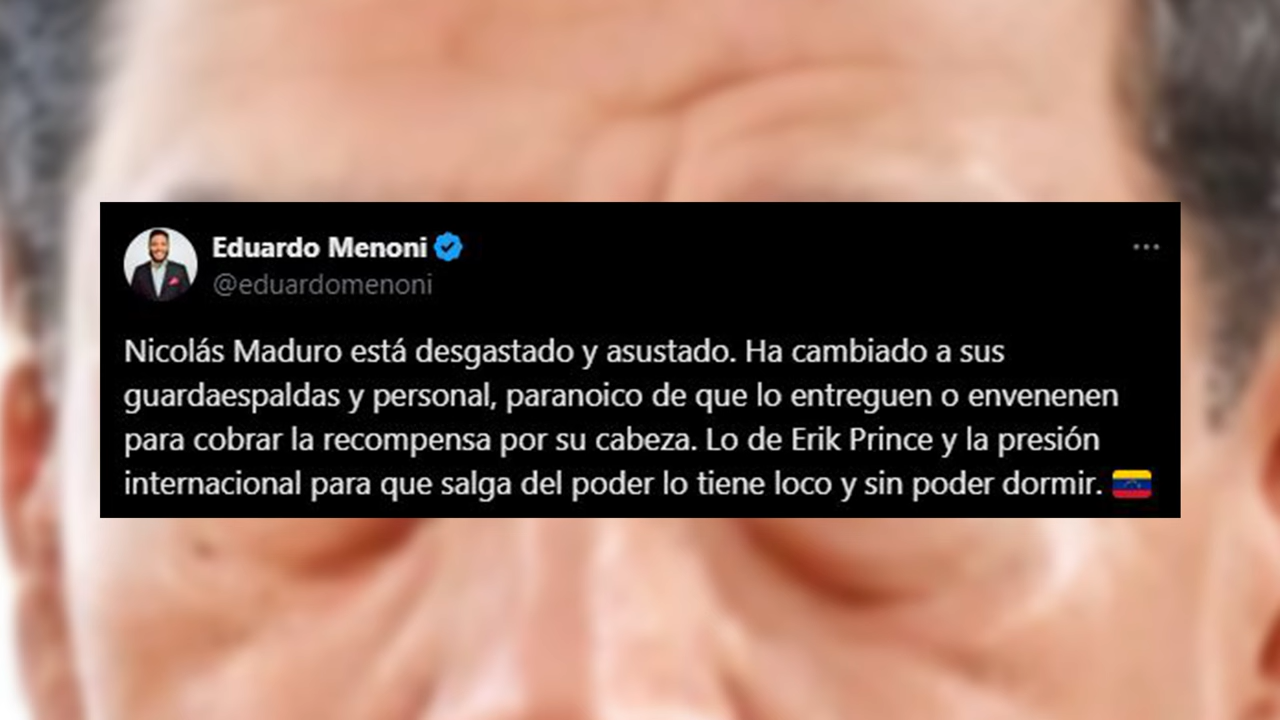 Eduardo Menoni
@eduardomenoni
Nicolás Maduro está desgastado y asustado. Ha cambiado a sus
guardaespaldas y personal, paranoico de que lo entreguen o envenenen
para cobrar la recompensa por su cabeza. Lo de Erik Prince y la presión
internacional para que salga del poder lo tiene loco y sin poder dormir. 🇻🇪